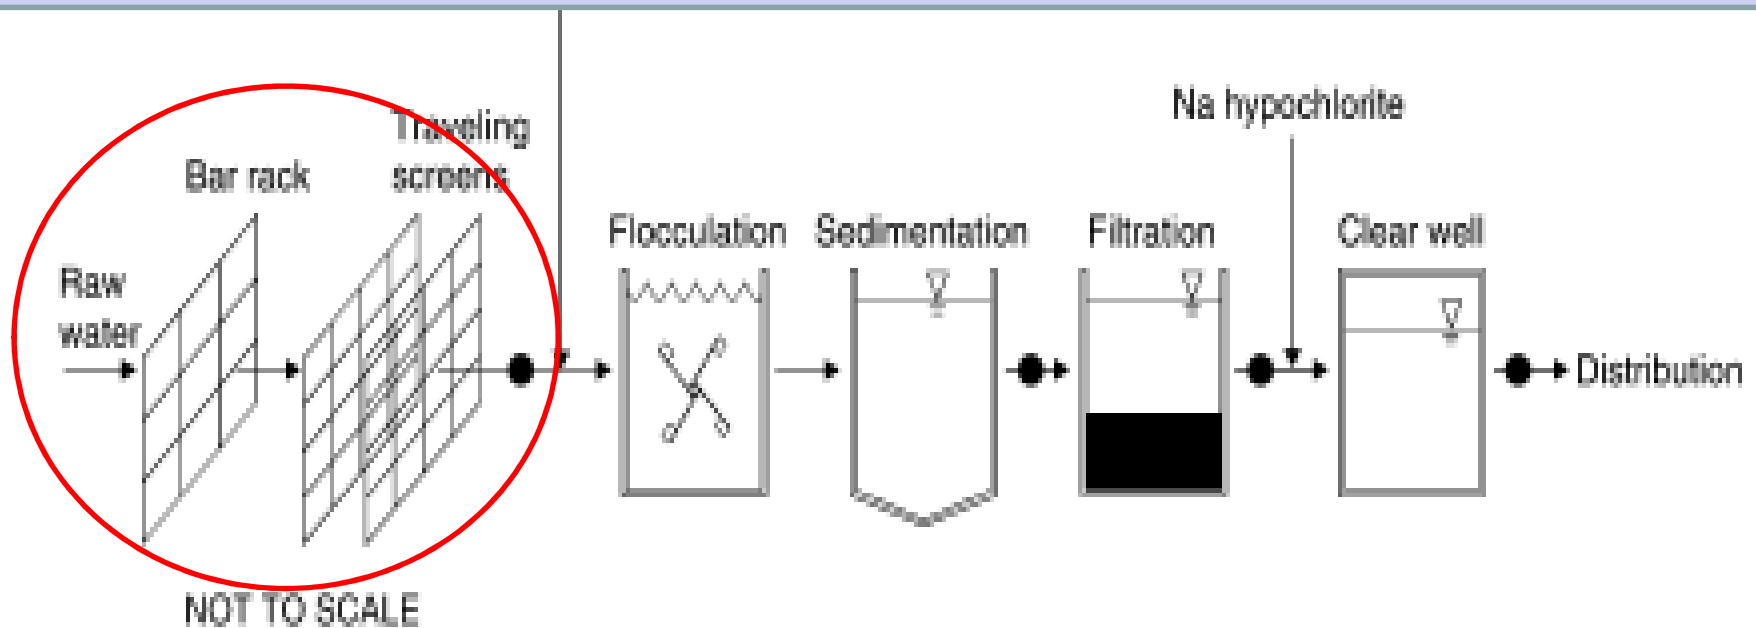 Na hypochlorite
Traveling
screens
Bar rack
Flocculation
Sedimentation
Filtration
Clear well
Raw
water
Distribution
NOT TO SCALE